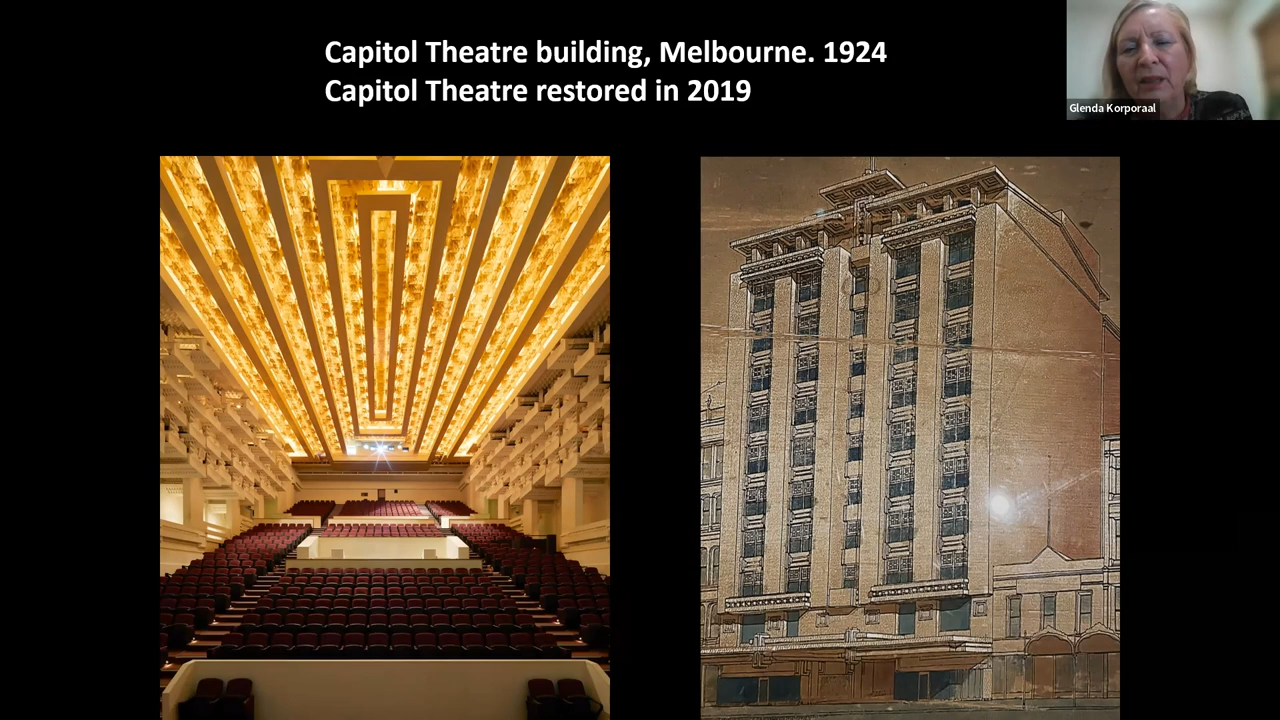 Capitol Theatre building, Melbourne. 1924
Capitol Theatre restored in 2019
Glenda Korporaal